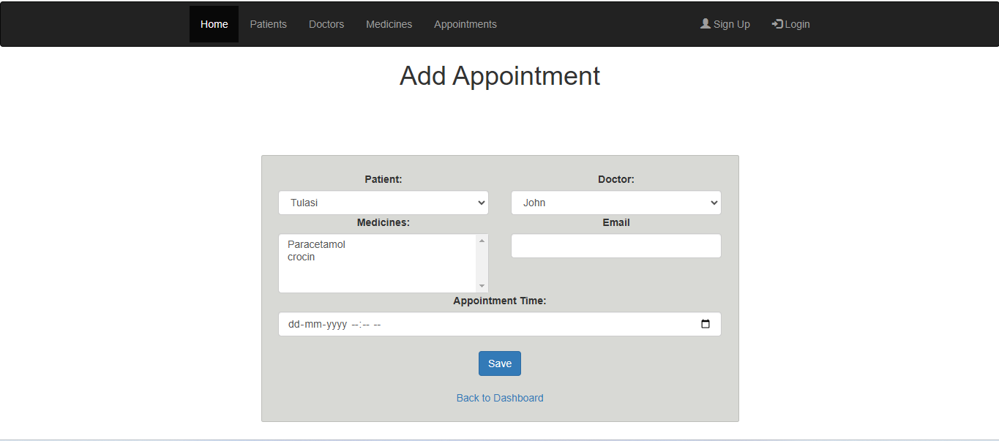 Home Patients Doctors Medicines Appointments Sign Up Login
Add Appointment
Patient: Doctor:
Tulasi John
Medicines: Email
Paracetamol
crocin
Appointment Time:
dd-mm-yyyy --:-- --
Save
Back to Dashboard